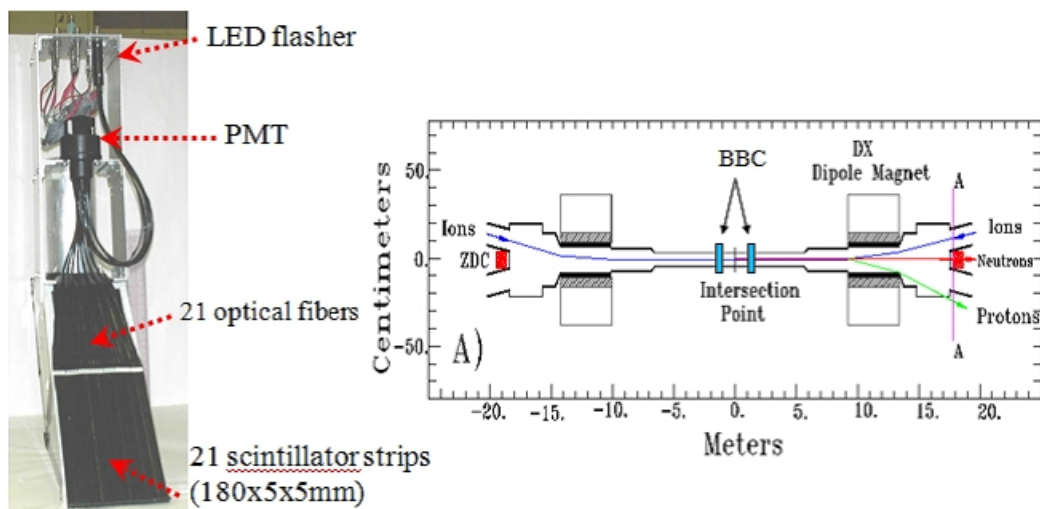 LED flasher
PMT
21 optical fibers
21 scintillator strips
(180x5x5mm)
BBC
DX
Dipole Magnet
A
Ions
Ions
ZDC
Neutrons
Intersection
Point
Protons
A)
A
Centimeters
50.
0.
-50.
-20. -15. -10. -5. 0. 5. 10. 15. 20.
Meters